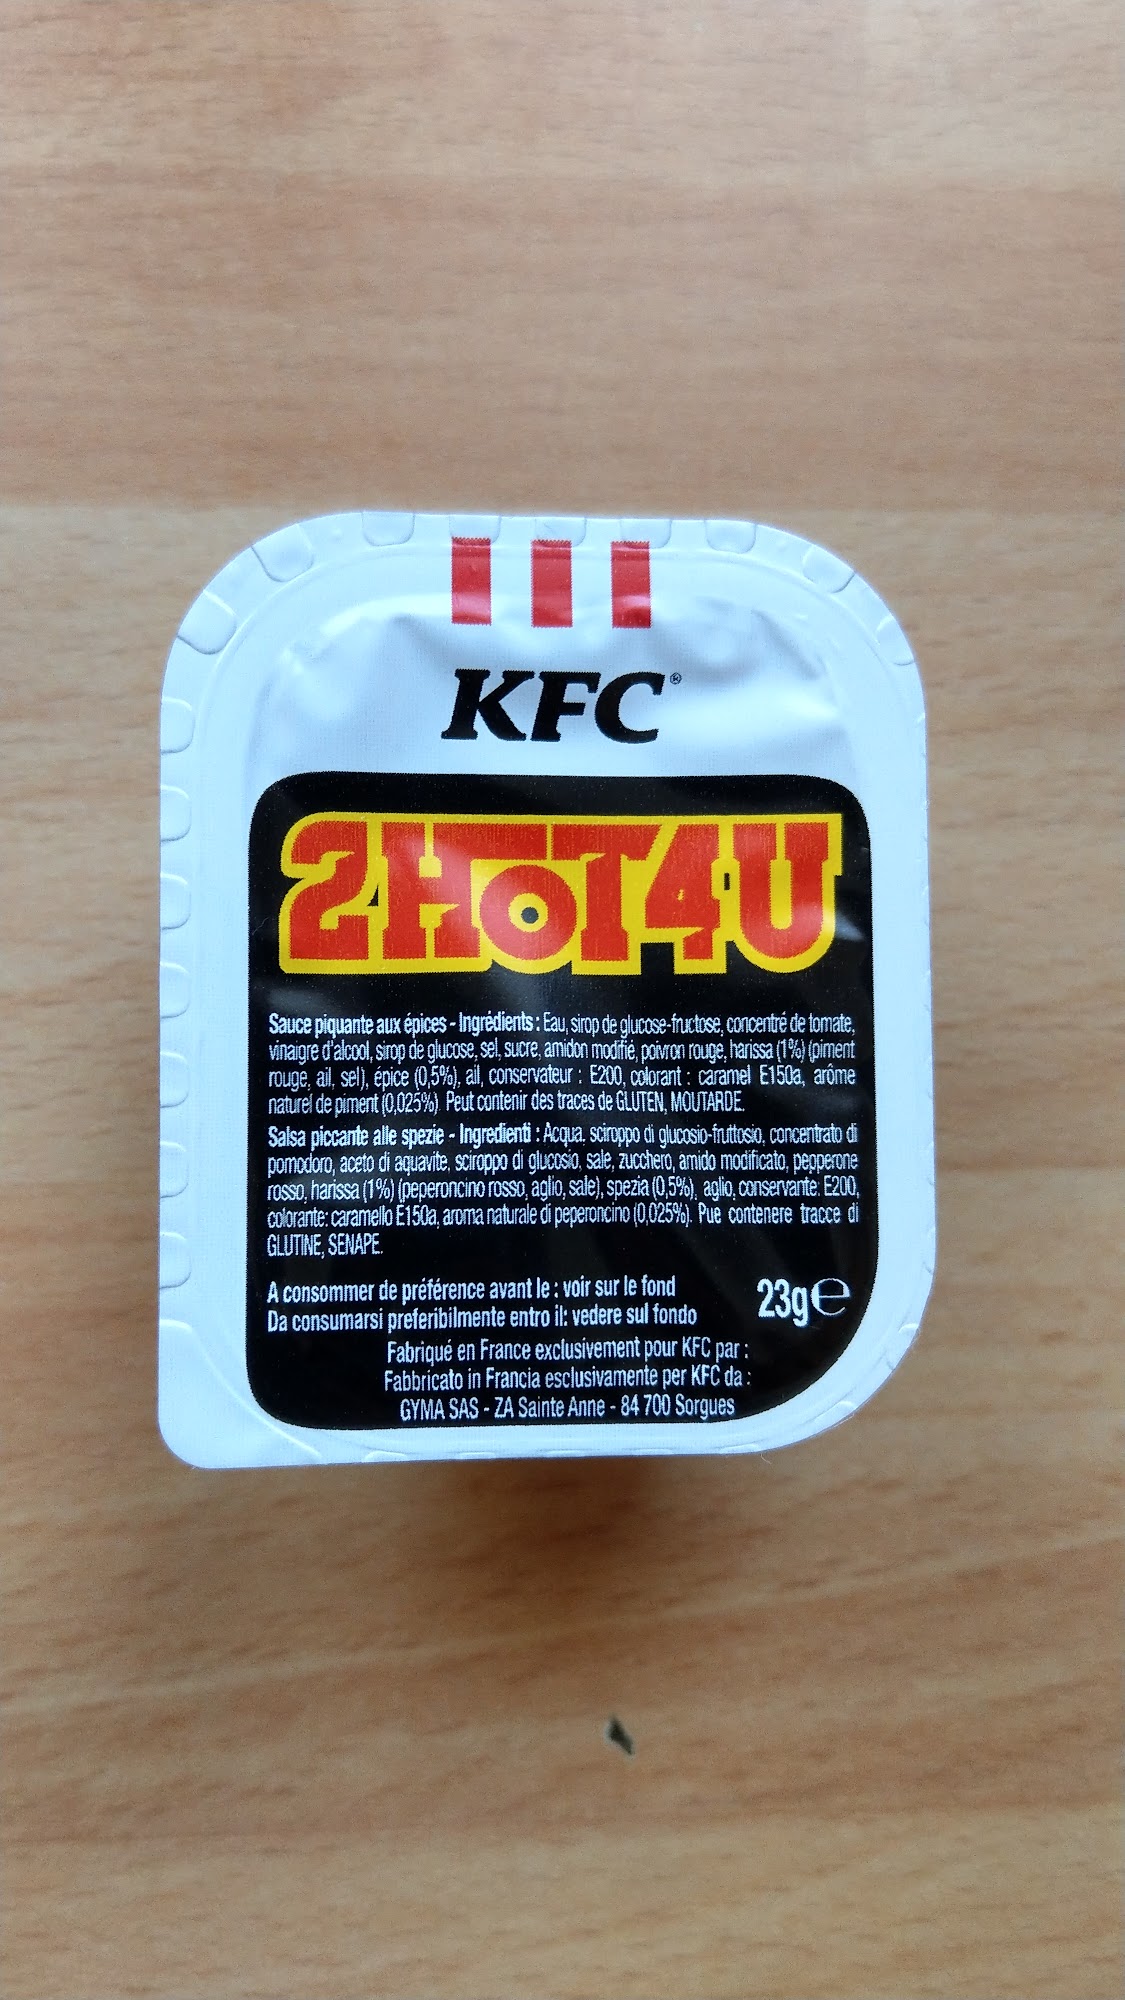 KFC®
2HOT4U
Sauce piquante aux épices - Ingrédients : Eau, sirop de glucose-fructose, concentré de tomate,
vinaigre d'alcool, sirop de glucose, sel, sucre, amidon modifié, poivron rouge, harissa (1%) (piment
rouge, ail, sel), épice (0,5%), ail, conservateur : E200, colorant : caramel E150a, arôme
naturel de piment (0,025%). Peut contenir des traces de GLUTEN, MOUTARDE.
Salsa piccante alle spezie - Ingredienti : Acqua, sciroppo di glucosio-fruttosio, concentrato di
pomodoro, aceto di aquavite, sciroppo di glucosio, sale, zucchero, amido modificato, pepperone
rosso, harissa (1%) (peperoncino rosso, aglio, sale), spezia (0,5%), aglio, conservante: E200,
colorante: caramello E150a, aroma naturale di peperoncino (0,025%). Pue contenere tracce di
GLUTINE, SENAPE.
A consommer de préférence avant le : voir sur le fond
Da consumarsi preferibilmente entro il: vedere sul fondo
23g℮
Fabriqué en France exclusivement pour KFC par :
Fabbricato in Francia esclusivamente per KFC da :
GYMA SAS - ZA Sainte Anne - 84 700 Sorgues